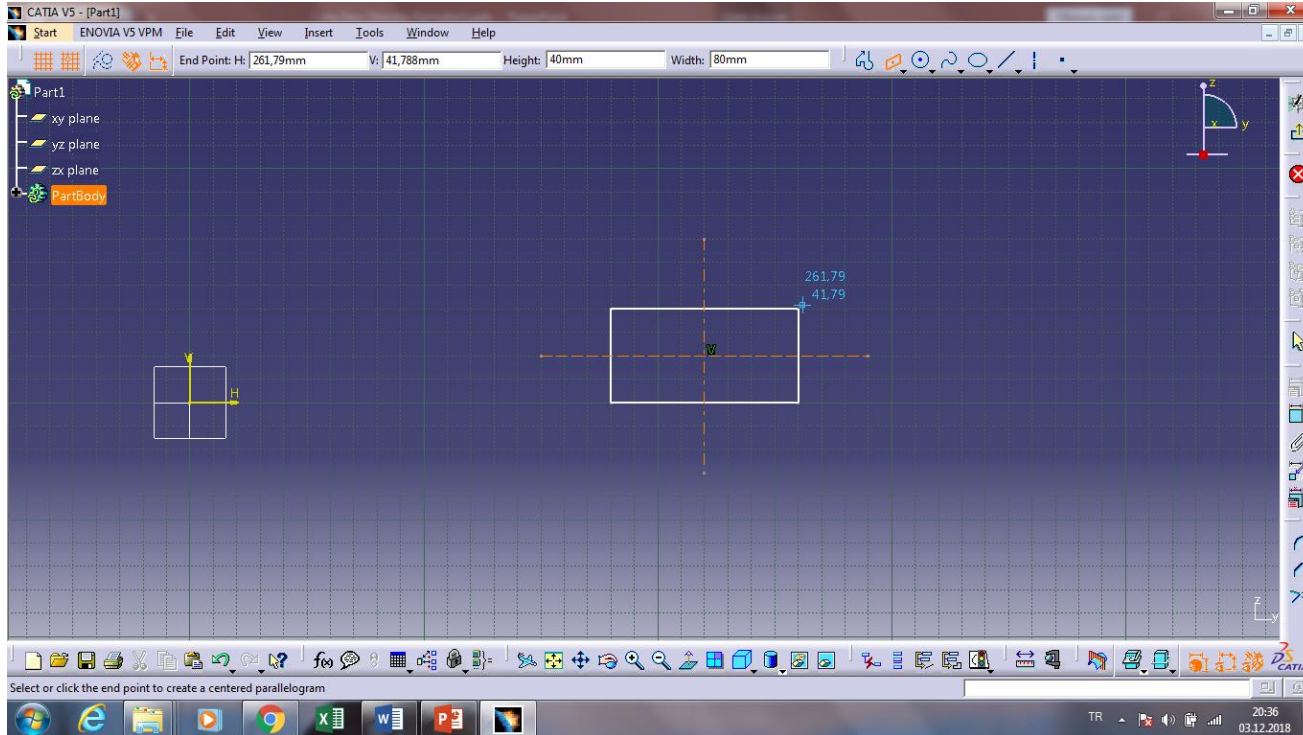 CATIA V5 - [Part1]
Start ENOVIA V5 VPM File Edit View Insert Tools Window Help
End Point: H: 261,79mm V: 41,788mm Height: 40mm Width: 80mm
Part1
xy plane
yz plane
zx plane
PartBody
z
x y
261,79
41,79
V
V
H
z
y
f(x)
CATIA
Select or click the end point to create a centered parallelogram
TR 20:36
03.12.2018